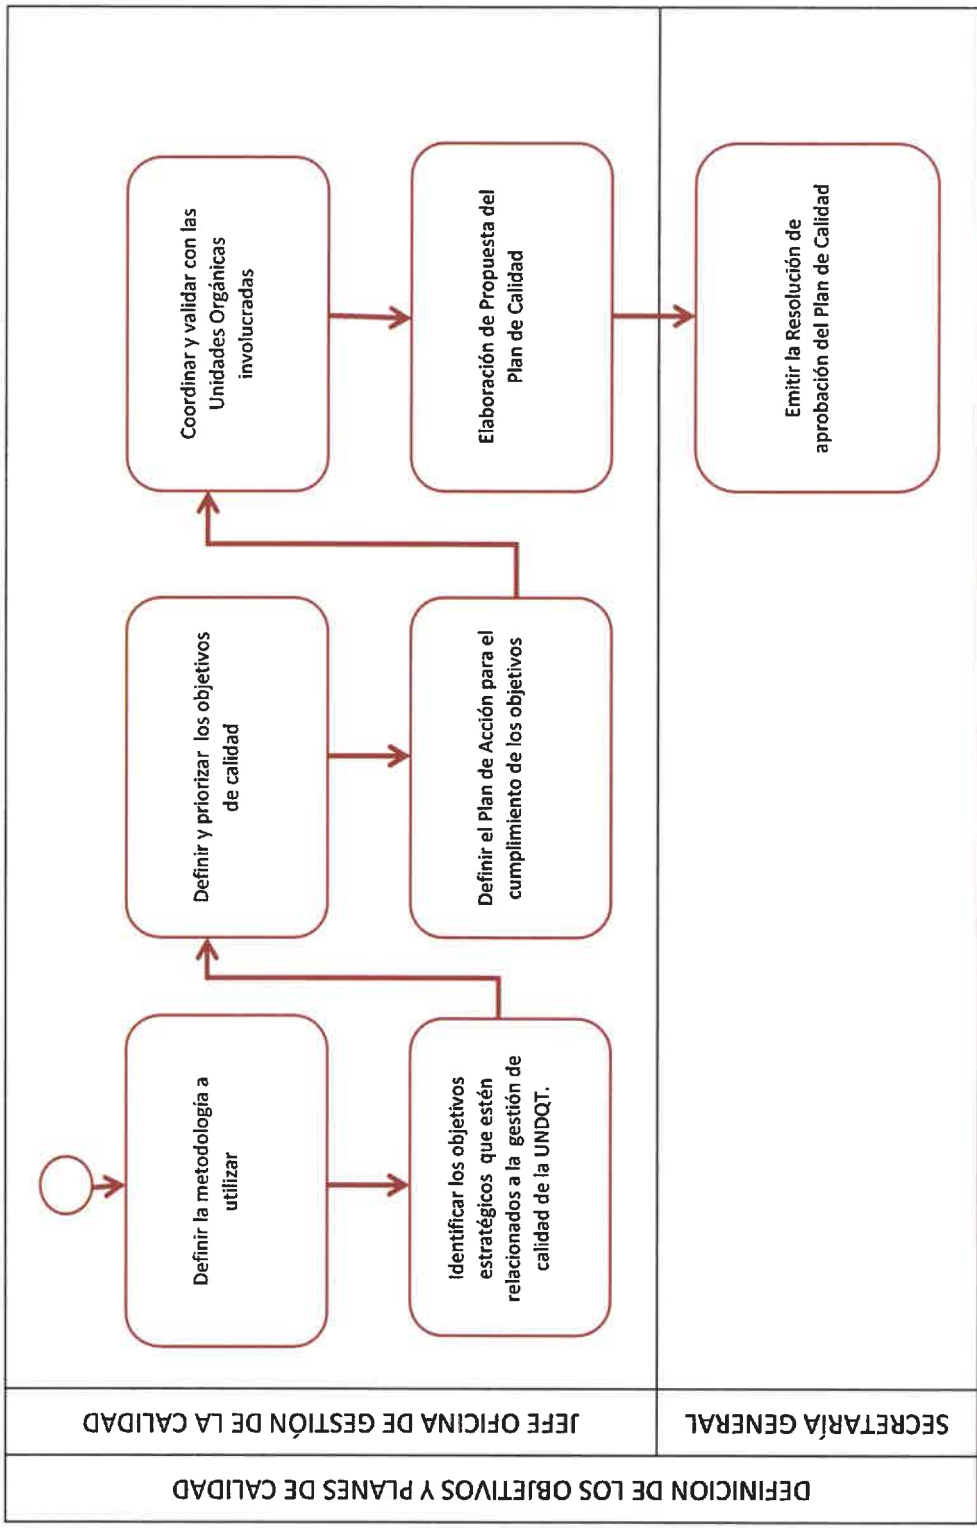 DEFINICION DE LOS OBJETIVOS Y PLANES DE CALIDAD
JEFE OFICINA DE GESTIÓN DE LA CALIDAD
Definir la metodología a
utilizar
Identificar los objetivos
estratégicos que estén
relacionados a la gestión de
calidad de la UNDQT.
Definir y priorizar los objetivos
de calidad
Definir el Plan de Acción para el
cumplimiento de los objetivos
Coordinar y validar con las
Unidades Orgánicas
involucradas
Elaboración de Propuesta del
Plan de Calidad
SECRETARÍA GENERAL
Emitir la Resolución de
aprobación del Plan de Calidad